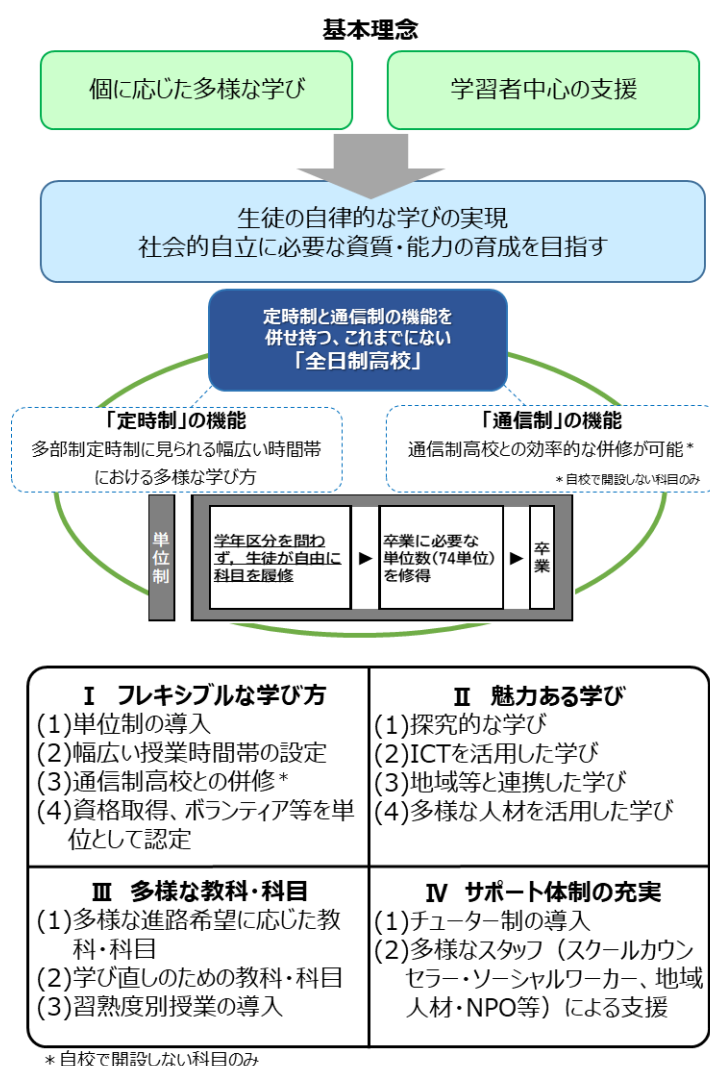 基本理念
個に応じた多様な学び
学習者中心の支援
生徒の自律的な学びの実現
社会的自立に必要な資質・能力の育成を目指す
定時制と通信制の機能を
併せ持つ、これまでにない
「全日制高校」
「定時制」の機能
多部制定時制に見られる幅広い時間帯
における多様な学び方
「通信制」の機能
通信制高校との効率的な併修が可能*
*自校で開設しない科目のみ
単位制
学年区分を問わ
ず，生徒が自由に
科目を履修
▶
卒業に必要な
単位数(74単位)
を修得
▶
卒業
Ⅰ フレキシブルな学び方
(1)単位制の導入
(2)幅広い授業時間帯の設定
(3)通信制高校との併修*
(4)資格取得、ボランティア等を単
位として認定
Ⅱ 魅力ある学び
(1)探究的な学び
(2)ICTを活用した学び
(3)地域等と連携した学び
(4)多様な人材を活用した学び
Ⅲ 多様な教科・科目
(1)多様な進路希望に応じた教
科・科目
(2)学び直しのための教科・科目
(3)習熟度別授業の導入
Ⅳ サポート体制の充実
(1)チューター制の導入
(2)多様なスタッフ（スクールカウン
セラー・ソーシャルワーカー、地域
人材・NPO等）による支援
*自校で開設しない科目のみ